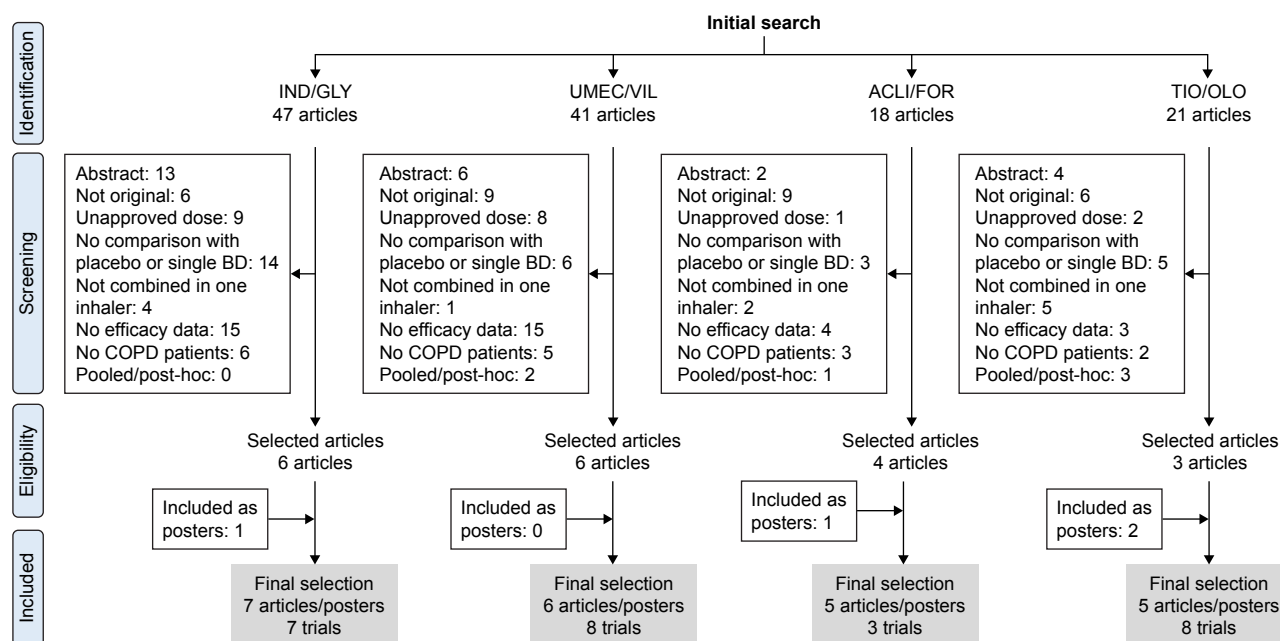 Initial search
Identification
IND/GLY
47 articles
UMEC/VIL
41 articles
ACLI/FOR
18 articles
TIO/OLO
21 articles
Screening
Abstract: 13
Not original: 6
Unapproved dose: 9
No comparison with
placebo or single BD: 14
Not combined in one
inhaler: 4
No efficacy data: 15
No COPD patients: 6
Pooled/post-hoc: 0
Abstract: 6
Not original: 9
Unapproved dose: 8
No comparison with
placebo or single BD: 6
Not combined in one
inhaler: 1
No efficacy data: 15
No COPD patients: 5
Pooled/post-hoc: 2
Abstract: 2
Not original: 9
Unapproved dose: 1
No comparison with
placebo or single BD: 3
Not combined in one
inhaler: 2
No efficacy data: 4
No COPD patients: 3
Pooled/post-hoc: 1
Abstract: 4
Not original: 6
Unapproved dose: 2
No comparison with
placebo or single BD: 5
Not combined in one
inhaler: 5
No efficacy data: 3
No COPD patients: 2
Pooled/post-hoc: 3
Eligibility
Selected articles
6 articles
Selected articles
6 articles
Selected articles
4 articles
Selected articles
3 articles
Included as
posters: 1
Included as
posters: 0
Included as
posters: 1
Included as
posters: 2
Included
Final selection
7 articles/posters
7 trials
Final selection
6 articles/posters
8 trials
Final selection
5 articles/posters
3 trials
Final selection
5 articles/posters
8 trials